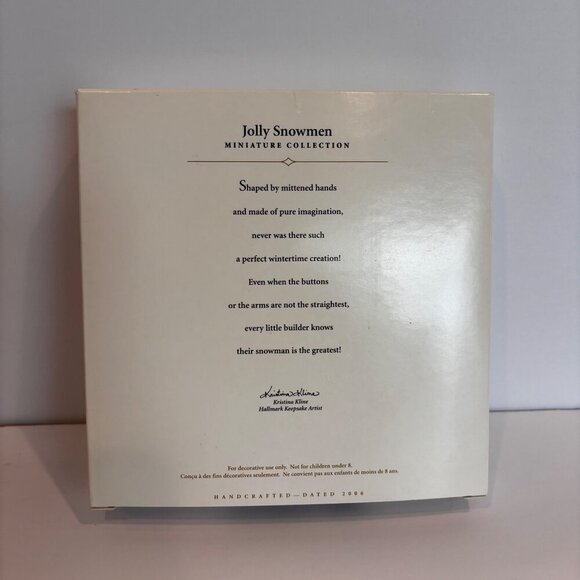 Jolly Snowmen
MINIATURE COLLECTION
Shaped by mittened hands
and made of pure imagination,
never was there such
a perfect wintertime creation!
Even when the buttons
or the arms are not the straightest,
every little builder knows
their snowman is the greatest!
Kristina Kline
Kristina Kline
Hallmark Keepsake Artist
For decorative use only. Not for children under 8.
Conçu à des fins décoratives seulement. Ne convient pas aux enfants de moins de 8 ans.
HANDCRAFTED—DATED 2006